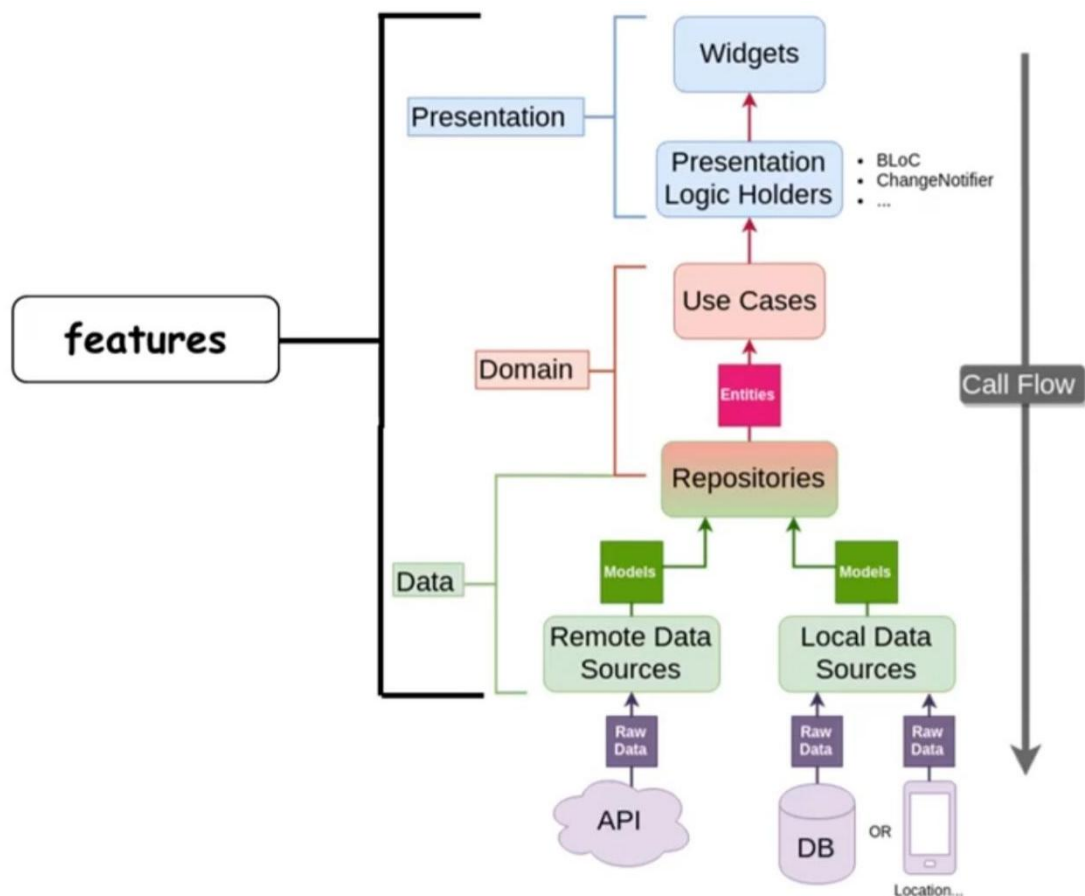 Widgets
Presentation
Presentation
Logic Holders
• BLoC
• ChangeNotifier
• ...
Use Cases
features
Domain
Entities
Call Flow
Repositories
Data
Models
Models
Remote Data
Sources
Local Data
Sources
Raw
Data
Raw
Data
Raw
Data
API
DB
OR
Location...